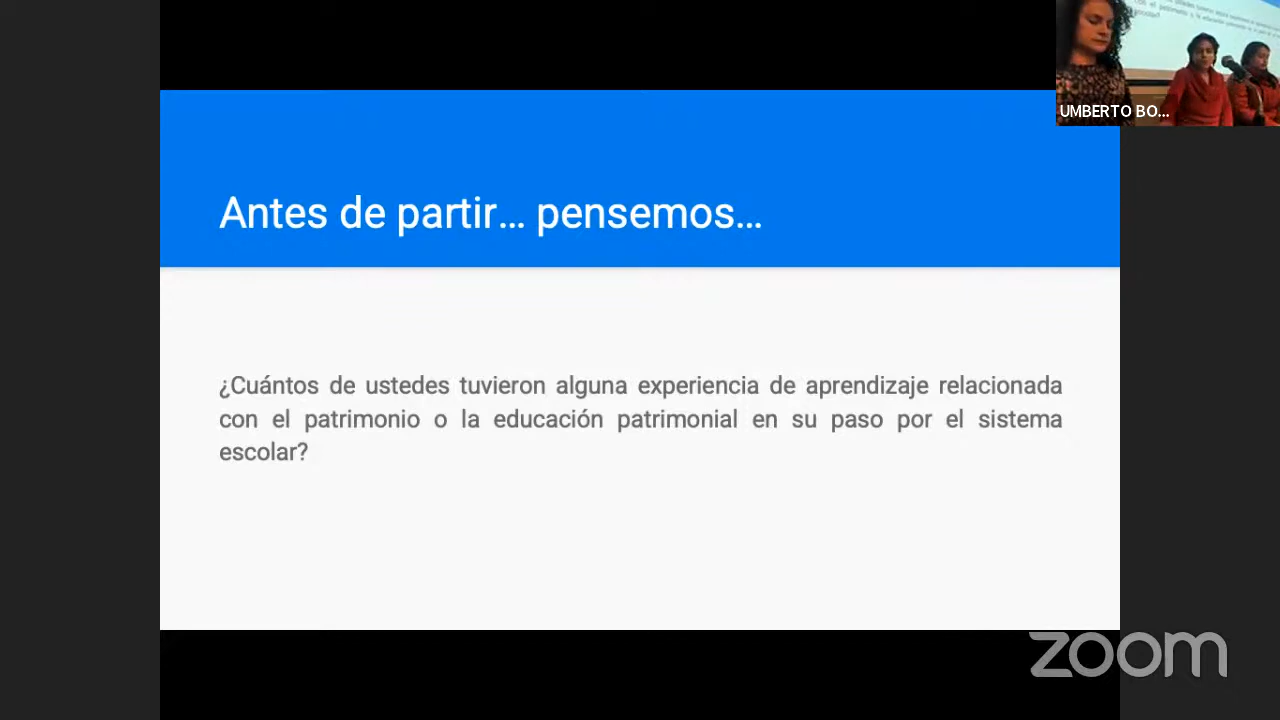 Antes de partir... pensemos...
¿Cuántos de ustedes tuvieron alguna experiencia de aprendizaje relacionada
con el patrimonio o la educación patrimonial en su paso por el sistema
escolar?
UMBERTO BO...
zoom